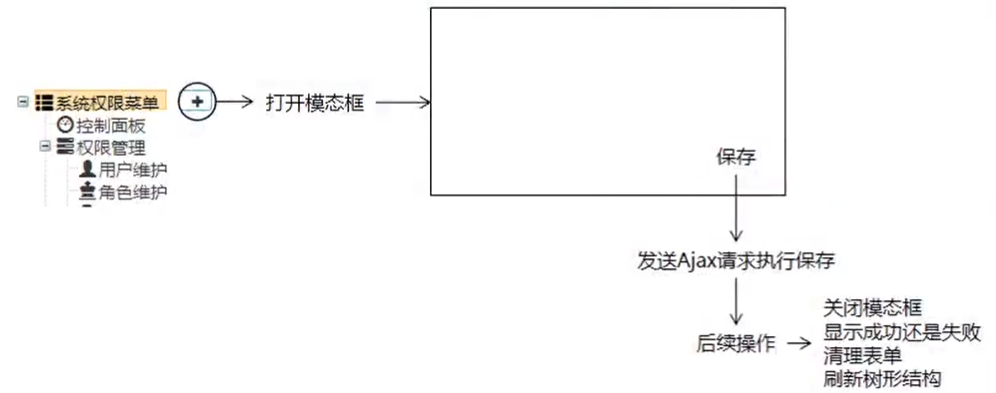 系统权限菜单
控制面板
权限管理
用户维护
角色维护
+
打开模态框
保存
发送Ajax请求执行保存
后续操作
关闭模态框
显示成功还是失败
清理表单
刷新树形结构